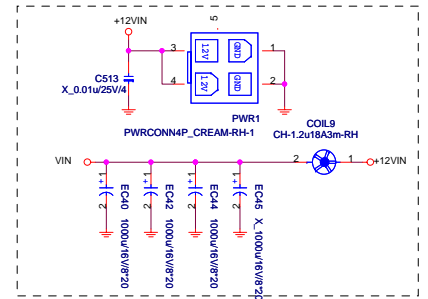 +12VIN
5
3
12V
GND
1
4
12V
GND
2
C513
X_0.01u/25V/4
PWR1
PWRCONN4P_CREAM-RH-1
COIL9
CH-1.2u18A3m-RH
VIN
2
1
+12VIN
+ 1
2
EC40
1000u/16V/8*20
+ 1
2
EC42
1000u/16V/8*20
+ 1
2
EC44
1000u/16V/8*20
+ 1
2
EC45
X_1000u/16V/8*20